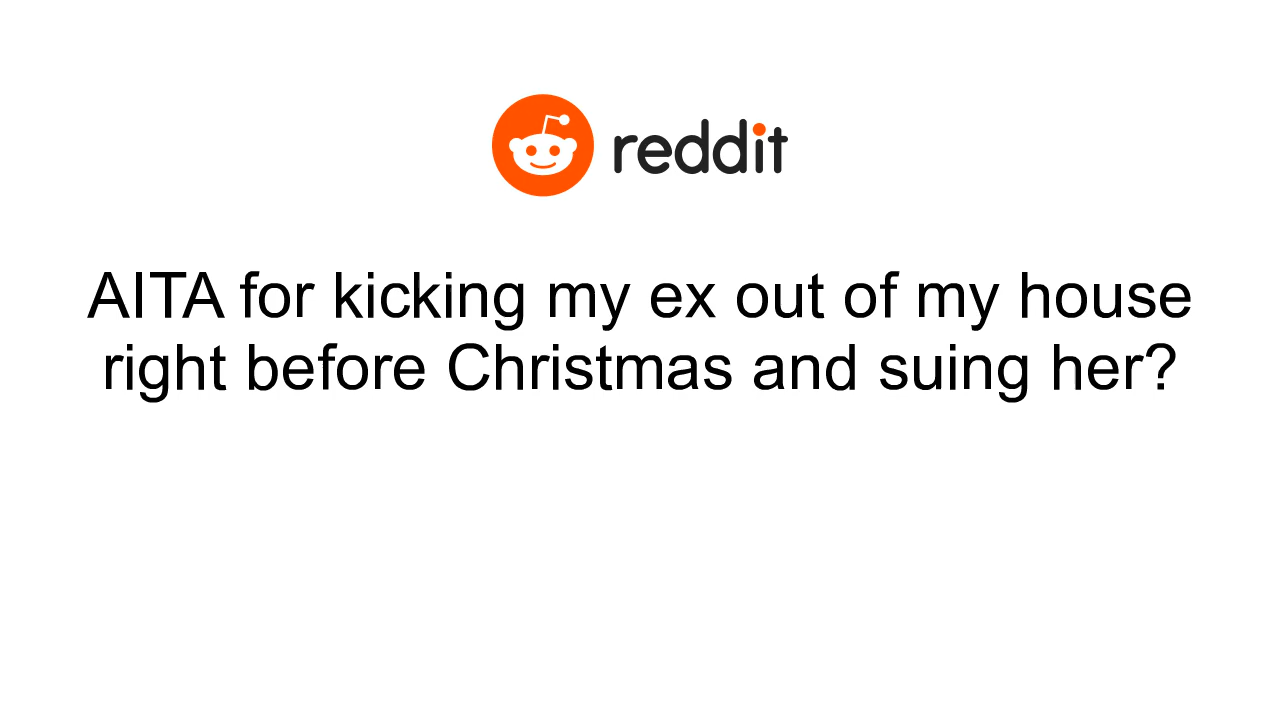 reddit
AITA for kicking my ex out of my house
right before Christmas and suing her?